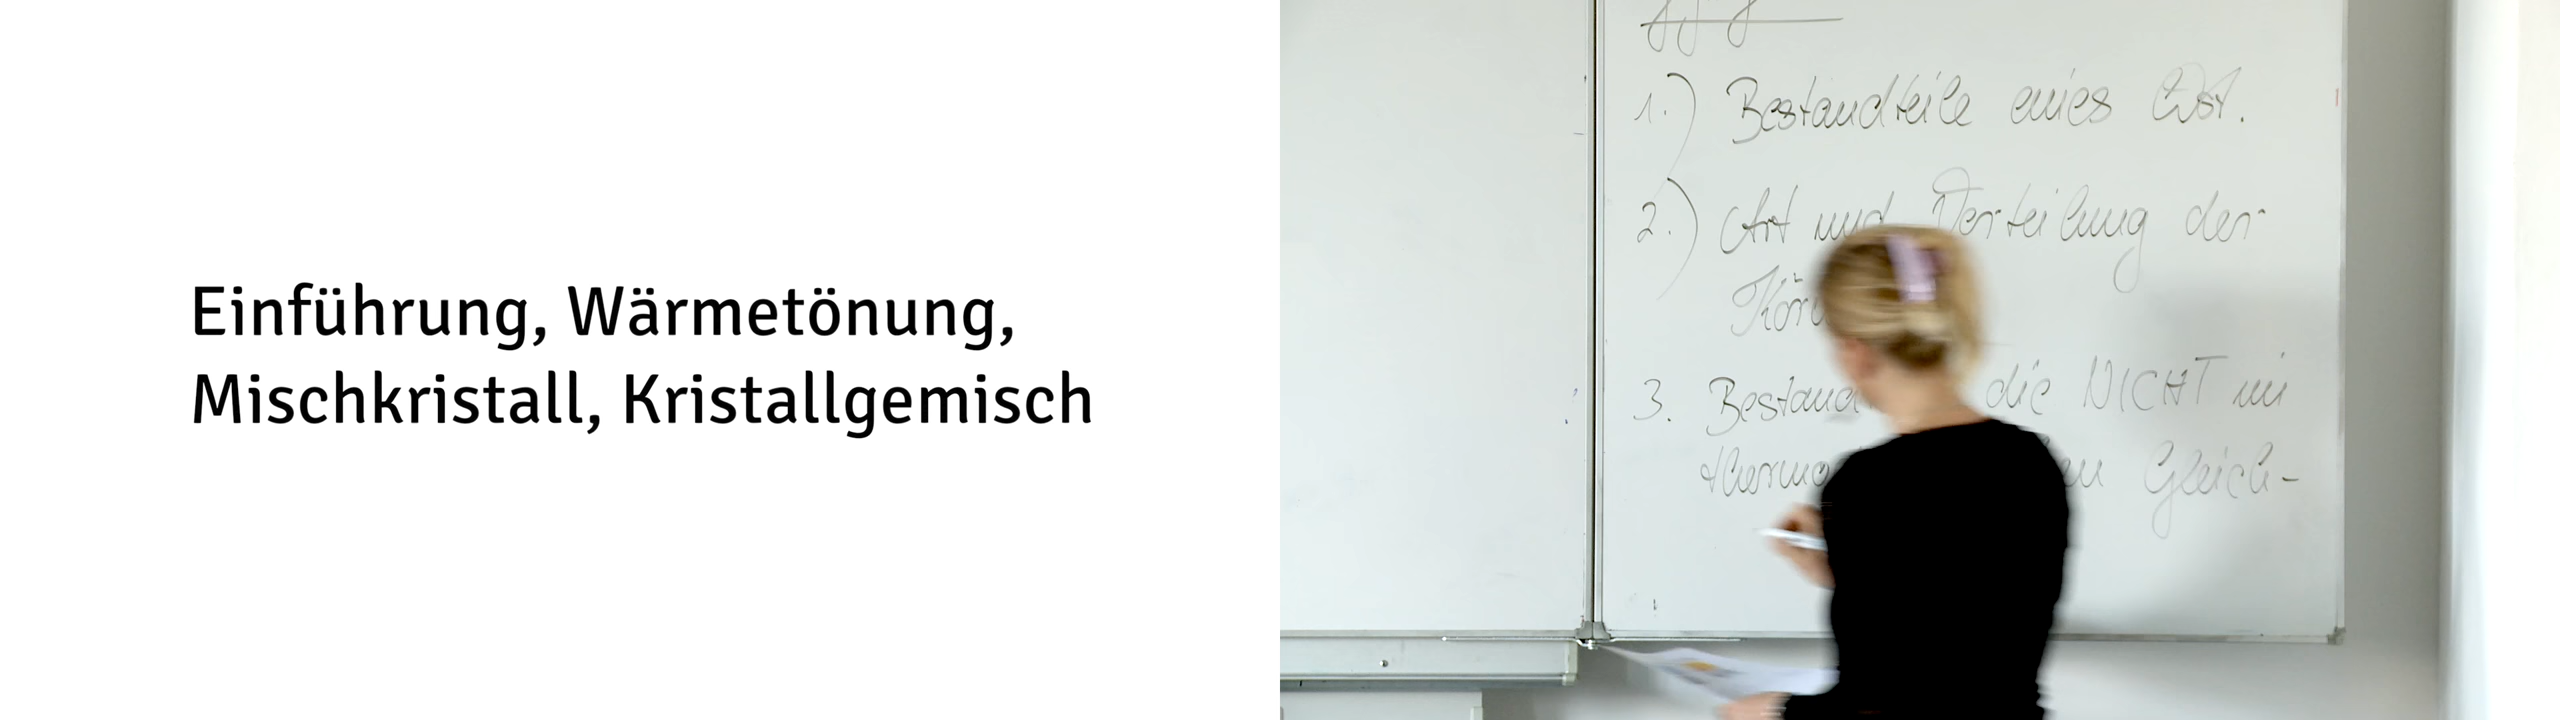 Einführung, Wärmetönung,
Mischkristall, Kristallgemisch
1.) Bestandteile eines
2.) Art und Verteilung der
3. die NICHT im
Gleich-